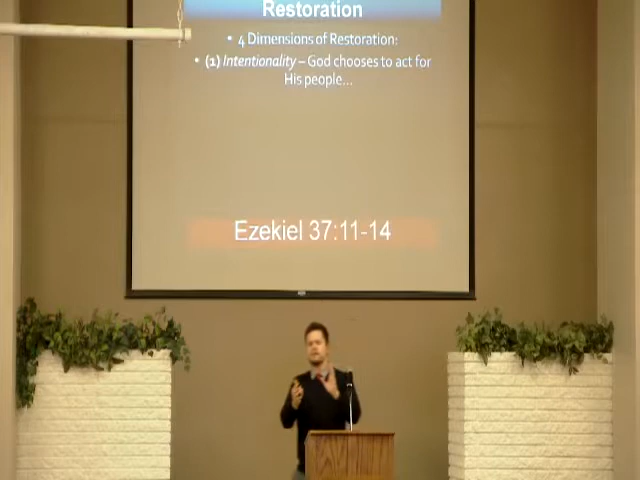 Restoration
• 4 Dimensions of Restoration:
• (1) Intentionality – God chooses to act for
His people...
Ezekiel 37:11-14